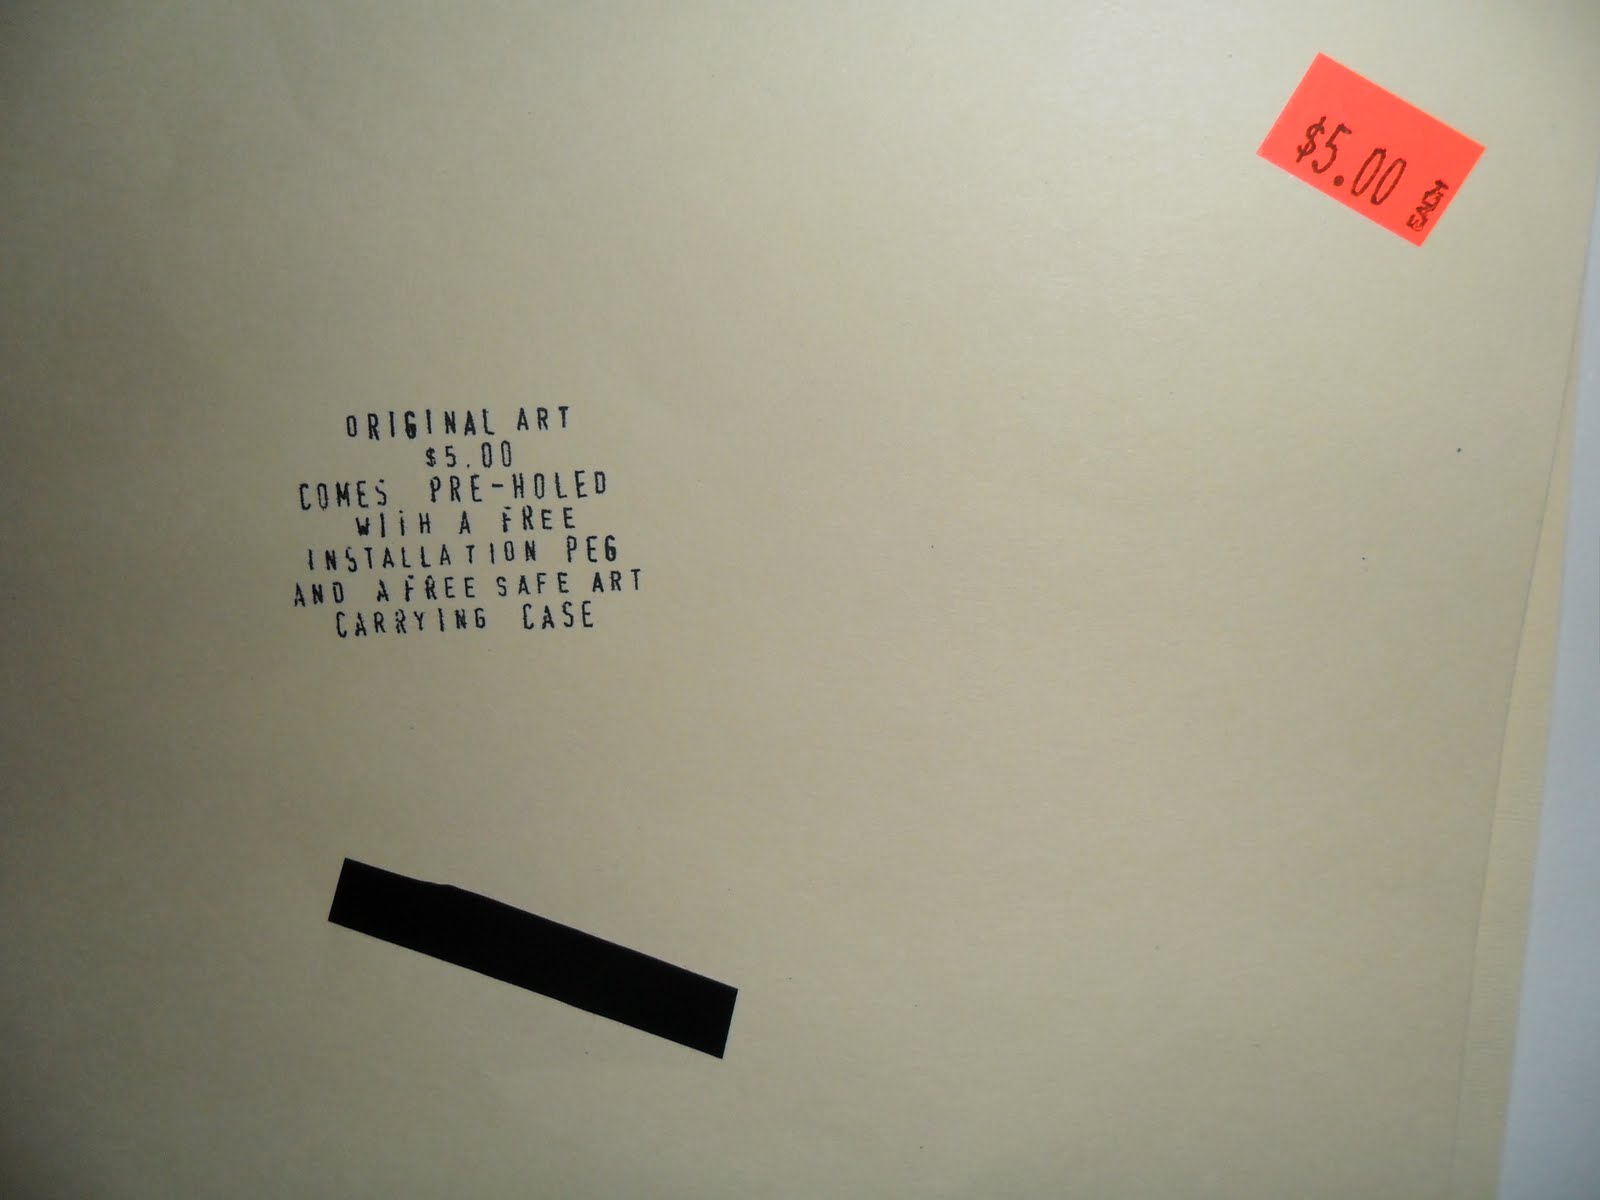 $5.00
EACH
ORIGINAL ART
$5.00
COMES PRE-HOLED
WITH A FREE
INSTALLATION PEG
AND A FREE SAFE ART
CARRYING CASE